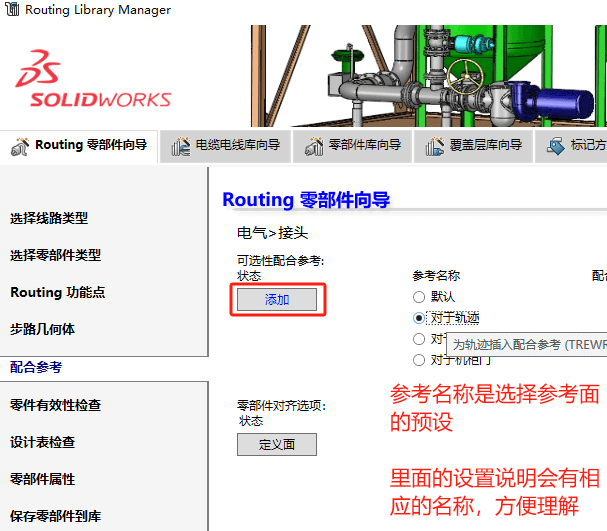 Routing Library Manager
SOLIDWORKS
Routing 零部件向导
电缆电线库向导
零部件库向导
覆盖层库向导
标记方
选择线路类型
选择零部件类型
Routing 功能点
步路几何体
配合参考
零件有效性检查
设计表检查
零部件属性
保存零部件到库
Routing 零部件向导
电气>接头
可选性配合参考:
状态
添加
参考名称
配合
默认
对于轨迹
对于
为轨迹插入配合参考 (TREWR
对于机柜门
零部件对齐选项:
状态
定义面
参考名称是选择参考面
的预设
里面的设置说明会有相
应的名称，方便理解